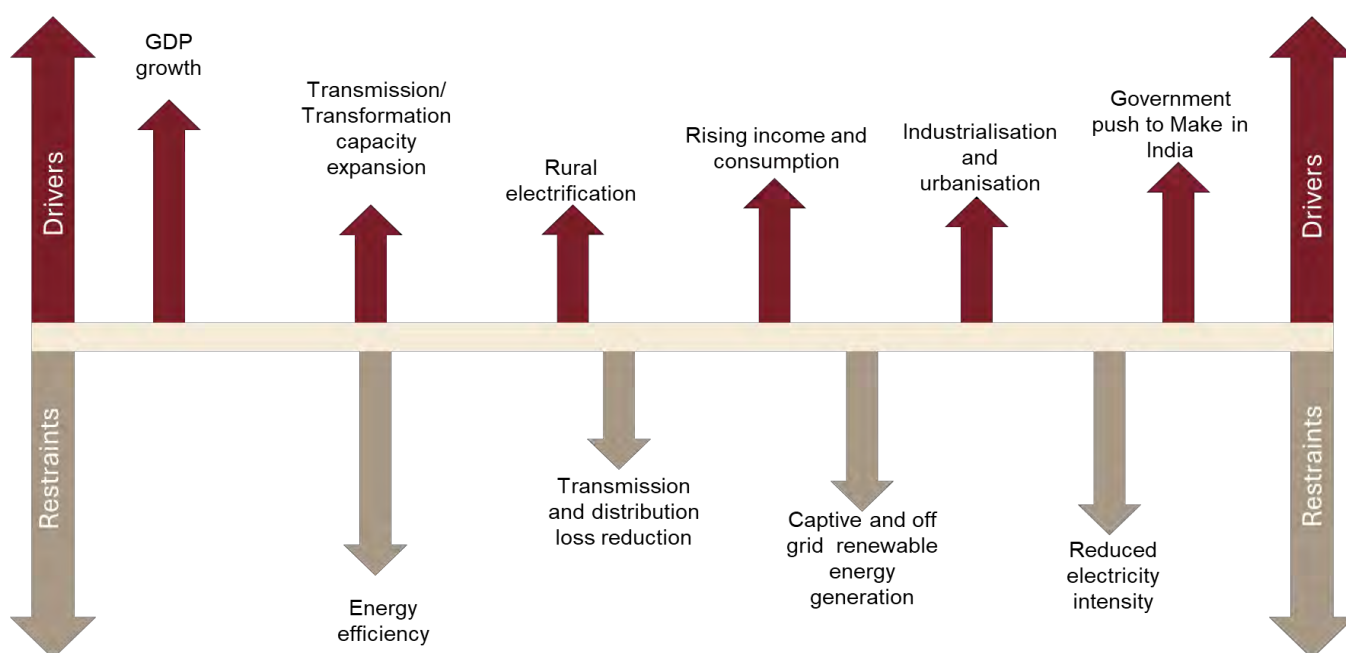 Drivers
GDP
growth
Transmission/
Transformation
capacity
expansion
Rural
electrification
Rising income and
consumption
Industrialisation
and
urbanisation
Government
push to Make in
India
Drivers
Restraints
Energy
efficiency
Transmission
and distribution
loss reduction
Captive and off
grid renewable
energy
generation
Reduced
electricity
intensity
Restraints